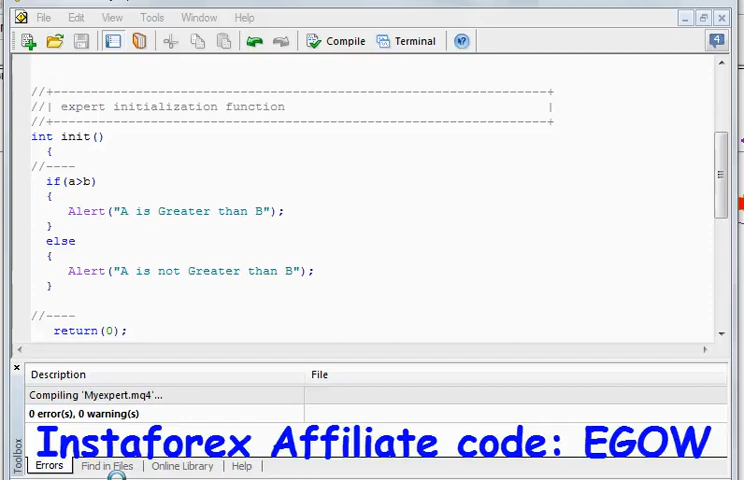 File Edit View Tools Window Help
Compile Terminal 4
//+------------------------------------------------------------------+
//| expert initialization function |
//+------------------------------------------------------------------+
int init()
{
//----
if(a>b)
{
Alert("A is Greater than B");
}
else
{
Alert("A is not Greater than B");
}
//----
return(0);
Description File
Compiling 'Myexpert.mq4'...
0 error(s), 0 warning(s)
Instaforex Affiliate code: EGOW
Toolbox
Errors Find in Files Online Library Help